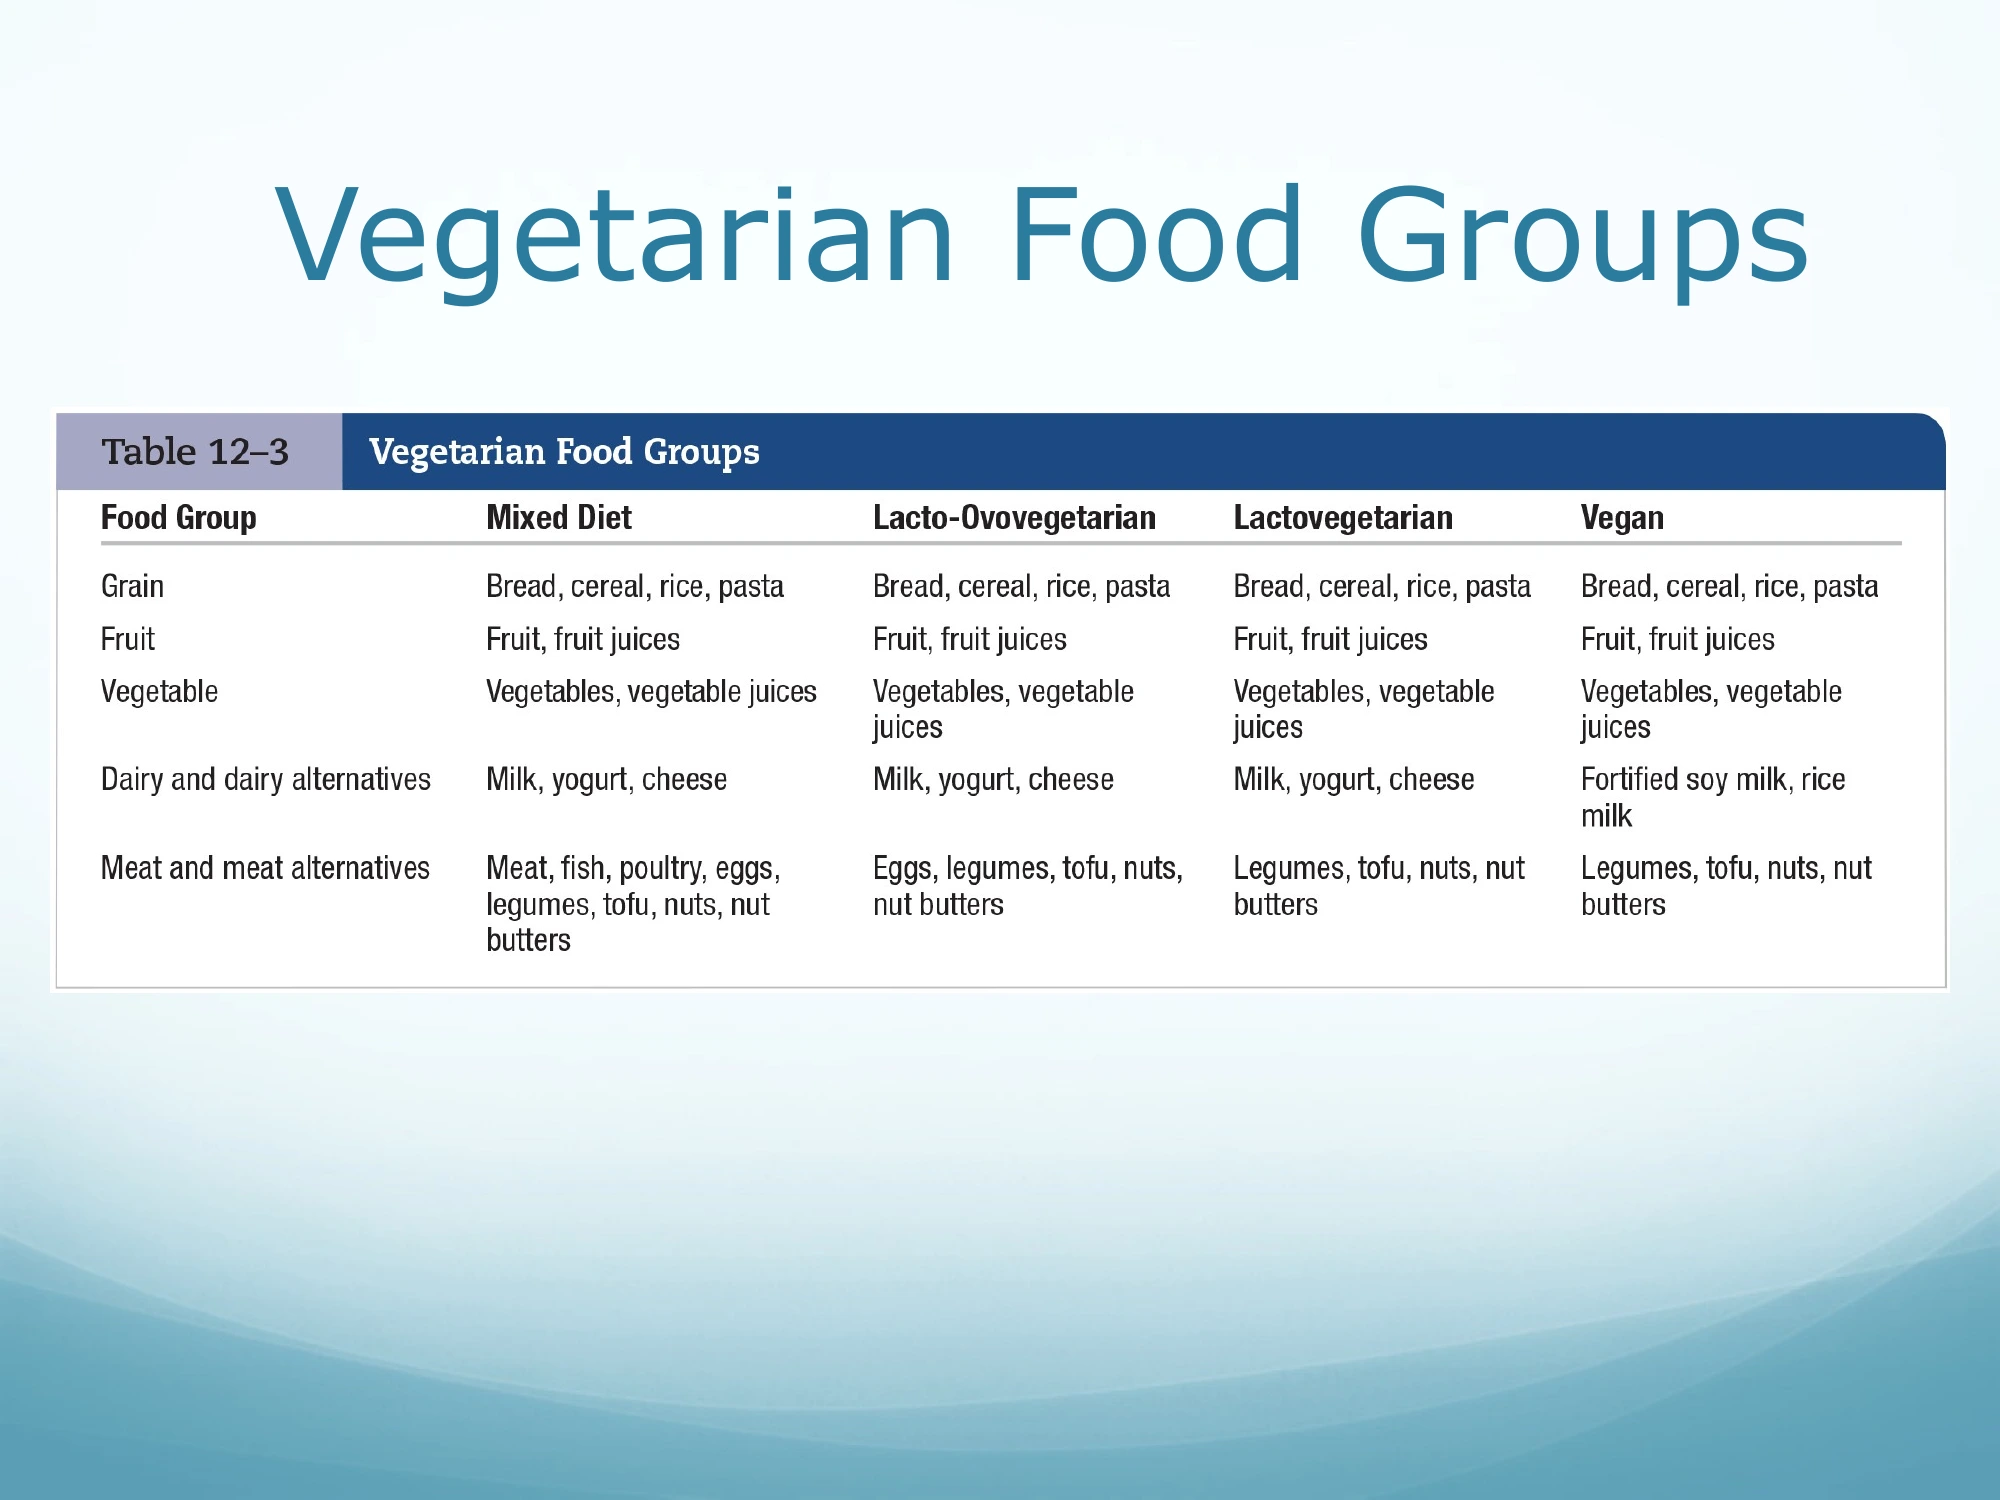 Vegetarian Food Groups
Table 12–3 Vegetarian Food Groups
Food Group Mixed Diet Lacto-Ovovegetarian Lactovegetarian Vegan
Grain Bread, cereal, rice, pasta Bread, cereal, rice, pasta Bread, cereal, rice, pasta Bread, cereal, rice, pasta
Fruit Fruit, fruit juices Fruit, fruit juices Fruit, fruit juices Fruit, fruit juices
Vegetable Vegetables, vegetable juices Vegetables, vegetable Vegetables, vegetable Vegetables, vegetable
juices juices juices
Dairy and dairy alternatives Milk, yogurt, cheese Milk, yogurt, cheese Milk, yogurt, cheese Fortified soy milk, rice
milk
Meat and meat alternatives Meat, fish, poultry, eggs, Eggs, legumes, tofu, nuts, Legumes, tofu, nuts, nut Legumes, tofu, nuts, nut
legumes, tofu, nuts, nut nut butters butters butters
butters